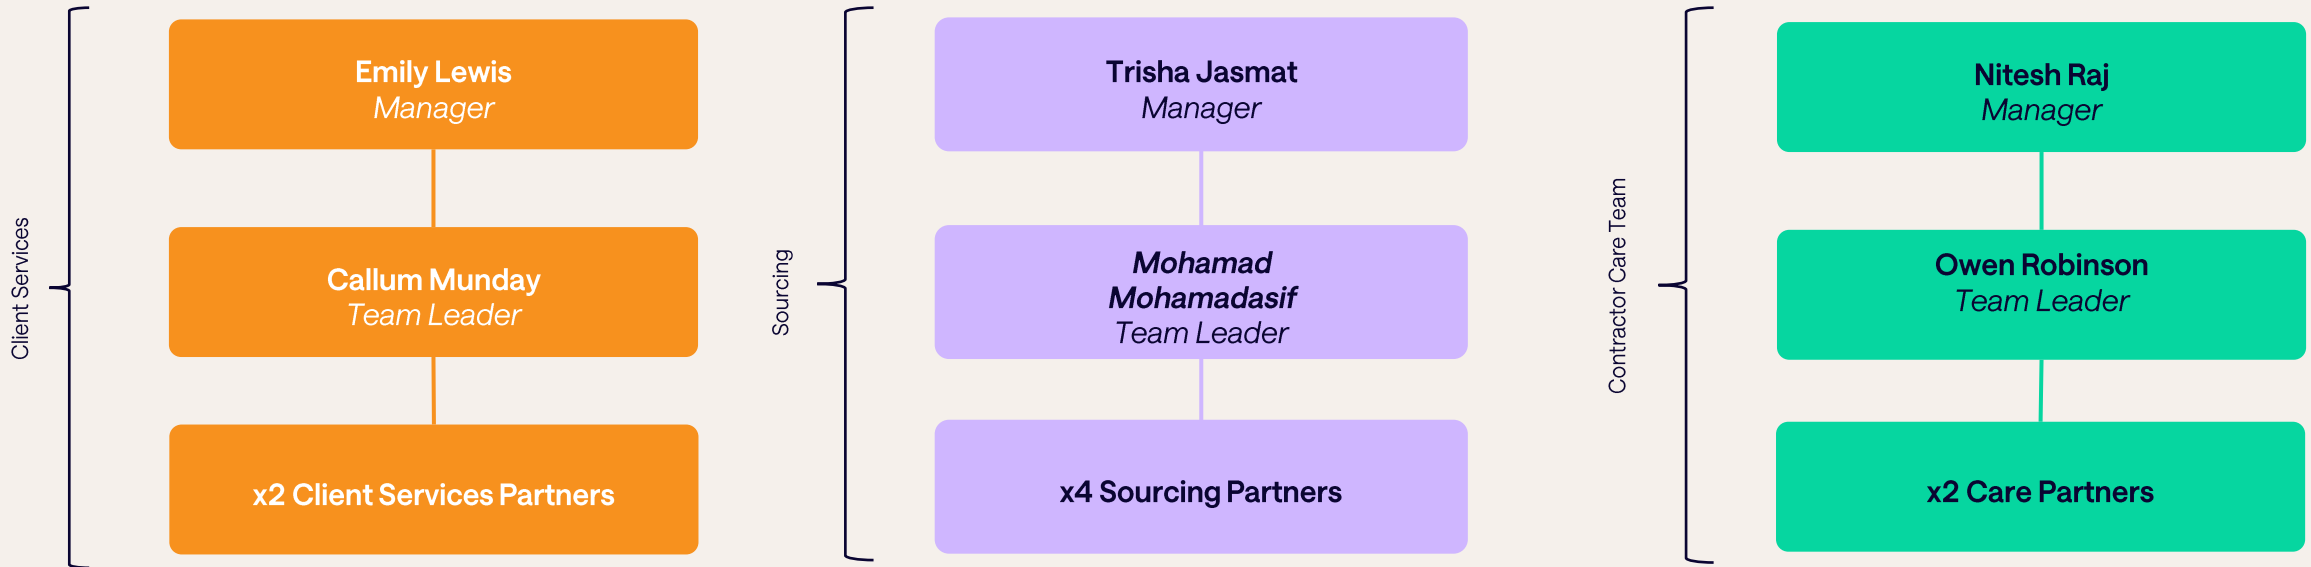 Client Services
Emily Lewis
Manager
Callum Munday
Team Leader
x2 Client Services Partners
Sourcing
Trisha Jasmat
Manager
Mohamad
Mohamadasif
Team Leader
x4 Sourcing Partners
Contractor Care Team
Nitesh Raj
Manager
Owen Robinson
Team Leader
x2 Care Partners